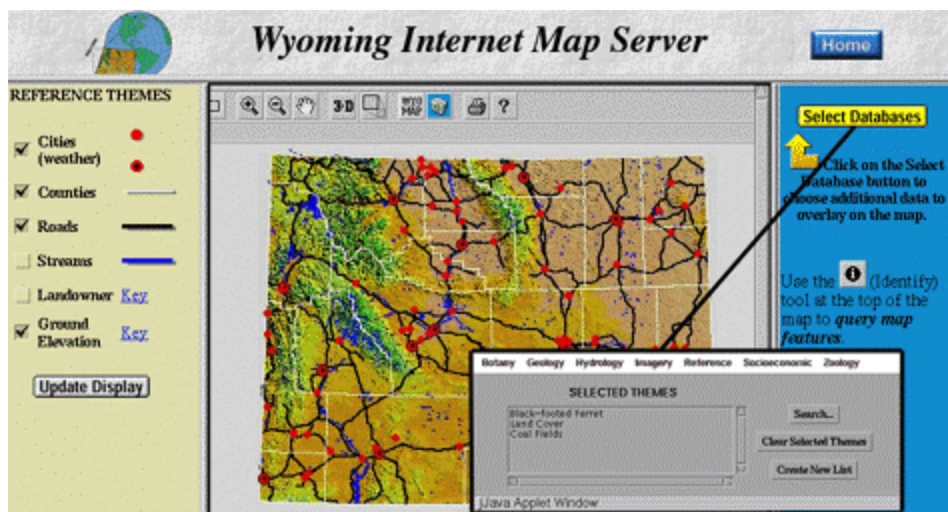 Wyoming Internet Map Server
Home
REFERENCE THEMES
Cities
(weather)
Counties
Roads
Streams
Landowner Key
Ground
Elevation Key
Update Display
3-D
WYO
MAP
?
Select Databases
Click on the Select
Database button to
choose additional data to
overlay on the map.
Use the (Identify)
tool at the top of the
map to query map
features.
Botany Geology Hydrology Imagery Reference Socioeconomic Zoology
SELECTED THEMES
Black-footed Ferret
Land Cover
Coal Fields
Search...
Clear Selected Themes
Create New List
Java Applet Window